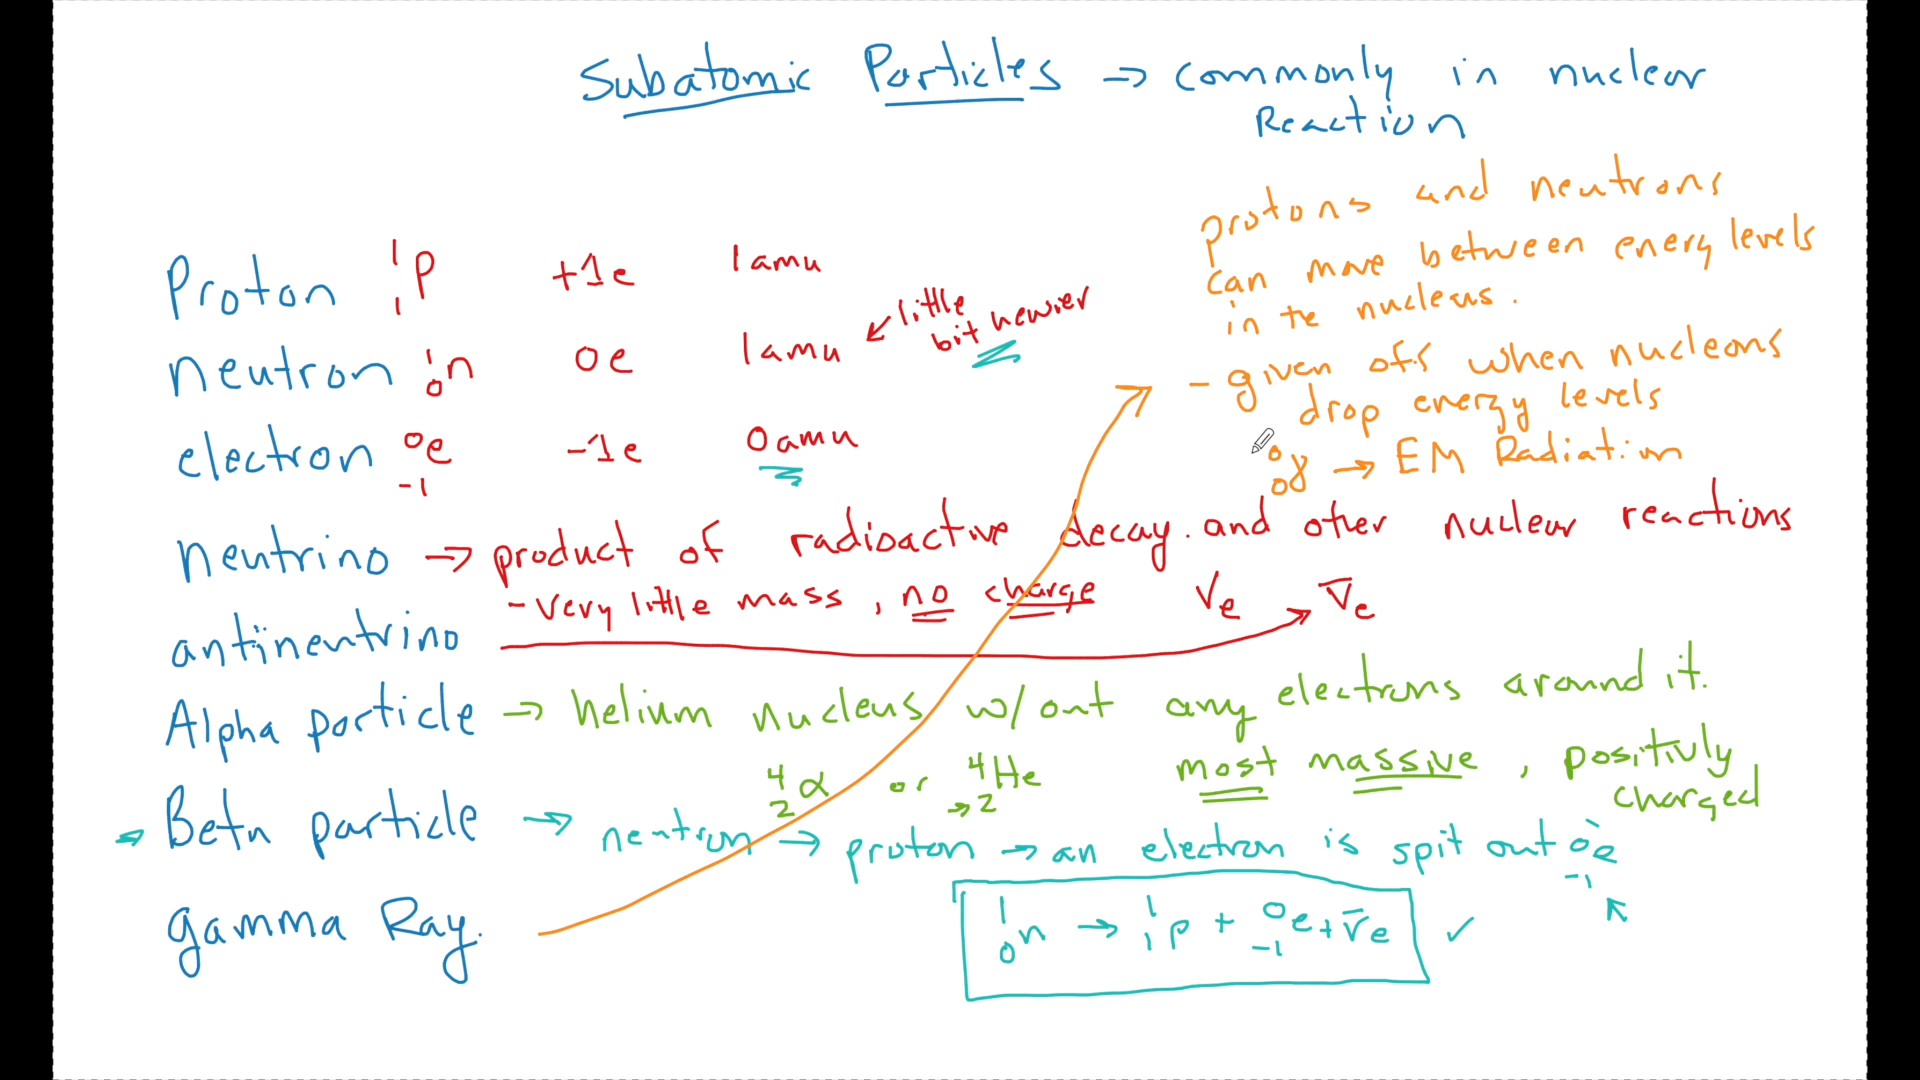 Subatomic Particles → commonly in nuclear
Reaction
protons and neutrons
can move between energy levels
in the nucleus.
- given off when nucleons
drop energy levels
⁰₀γ → EM Radiation
Proton ¹₁p +1e 1amu
neutron ¹₀n 0e 1amu ← little
bit
electron ⁰₋₁e -1e 0amu
neutrino → product of radioactive decay. and other nuclear reactions
- very little mass, no charge νe → ν̅e
antineutrino
Alpha particle → helium nucleus w/out any electrons around it.
⁴₂α or ⁴₂He most massive, positivly
charged
Beta particle → neutron → proton → an electron is spit out ⁰₋₁e
gamma Ray.
¹₀n → ¹₁p + ⁰₋₁e + ν̅e ✓